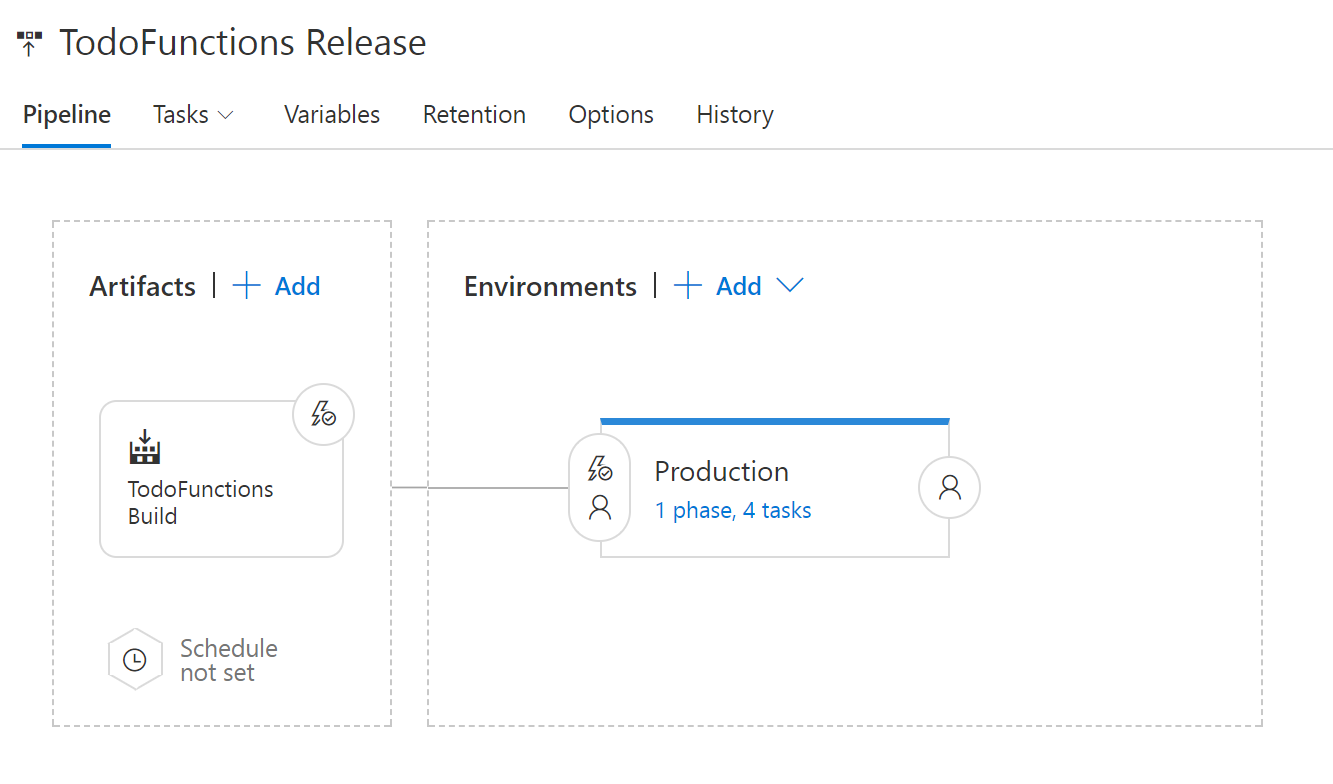 TodoFunctions Release
Pipeline Tasks Variables Retention Options History
Artifacts | Add
Environments | Add
TodoFunctions
Build
Production
1 phase, 4 tasks
Schedule
not set